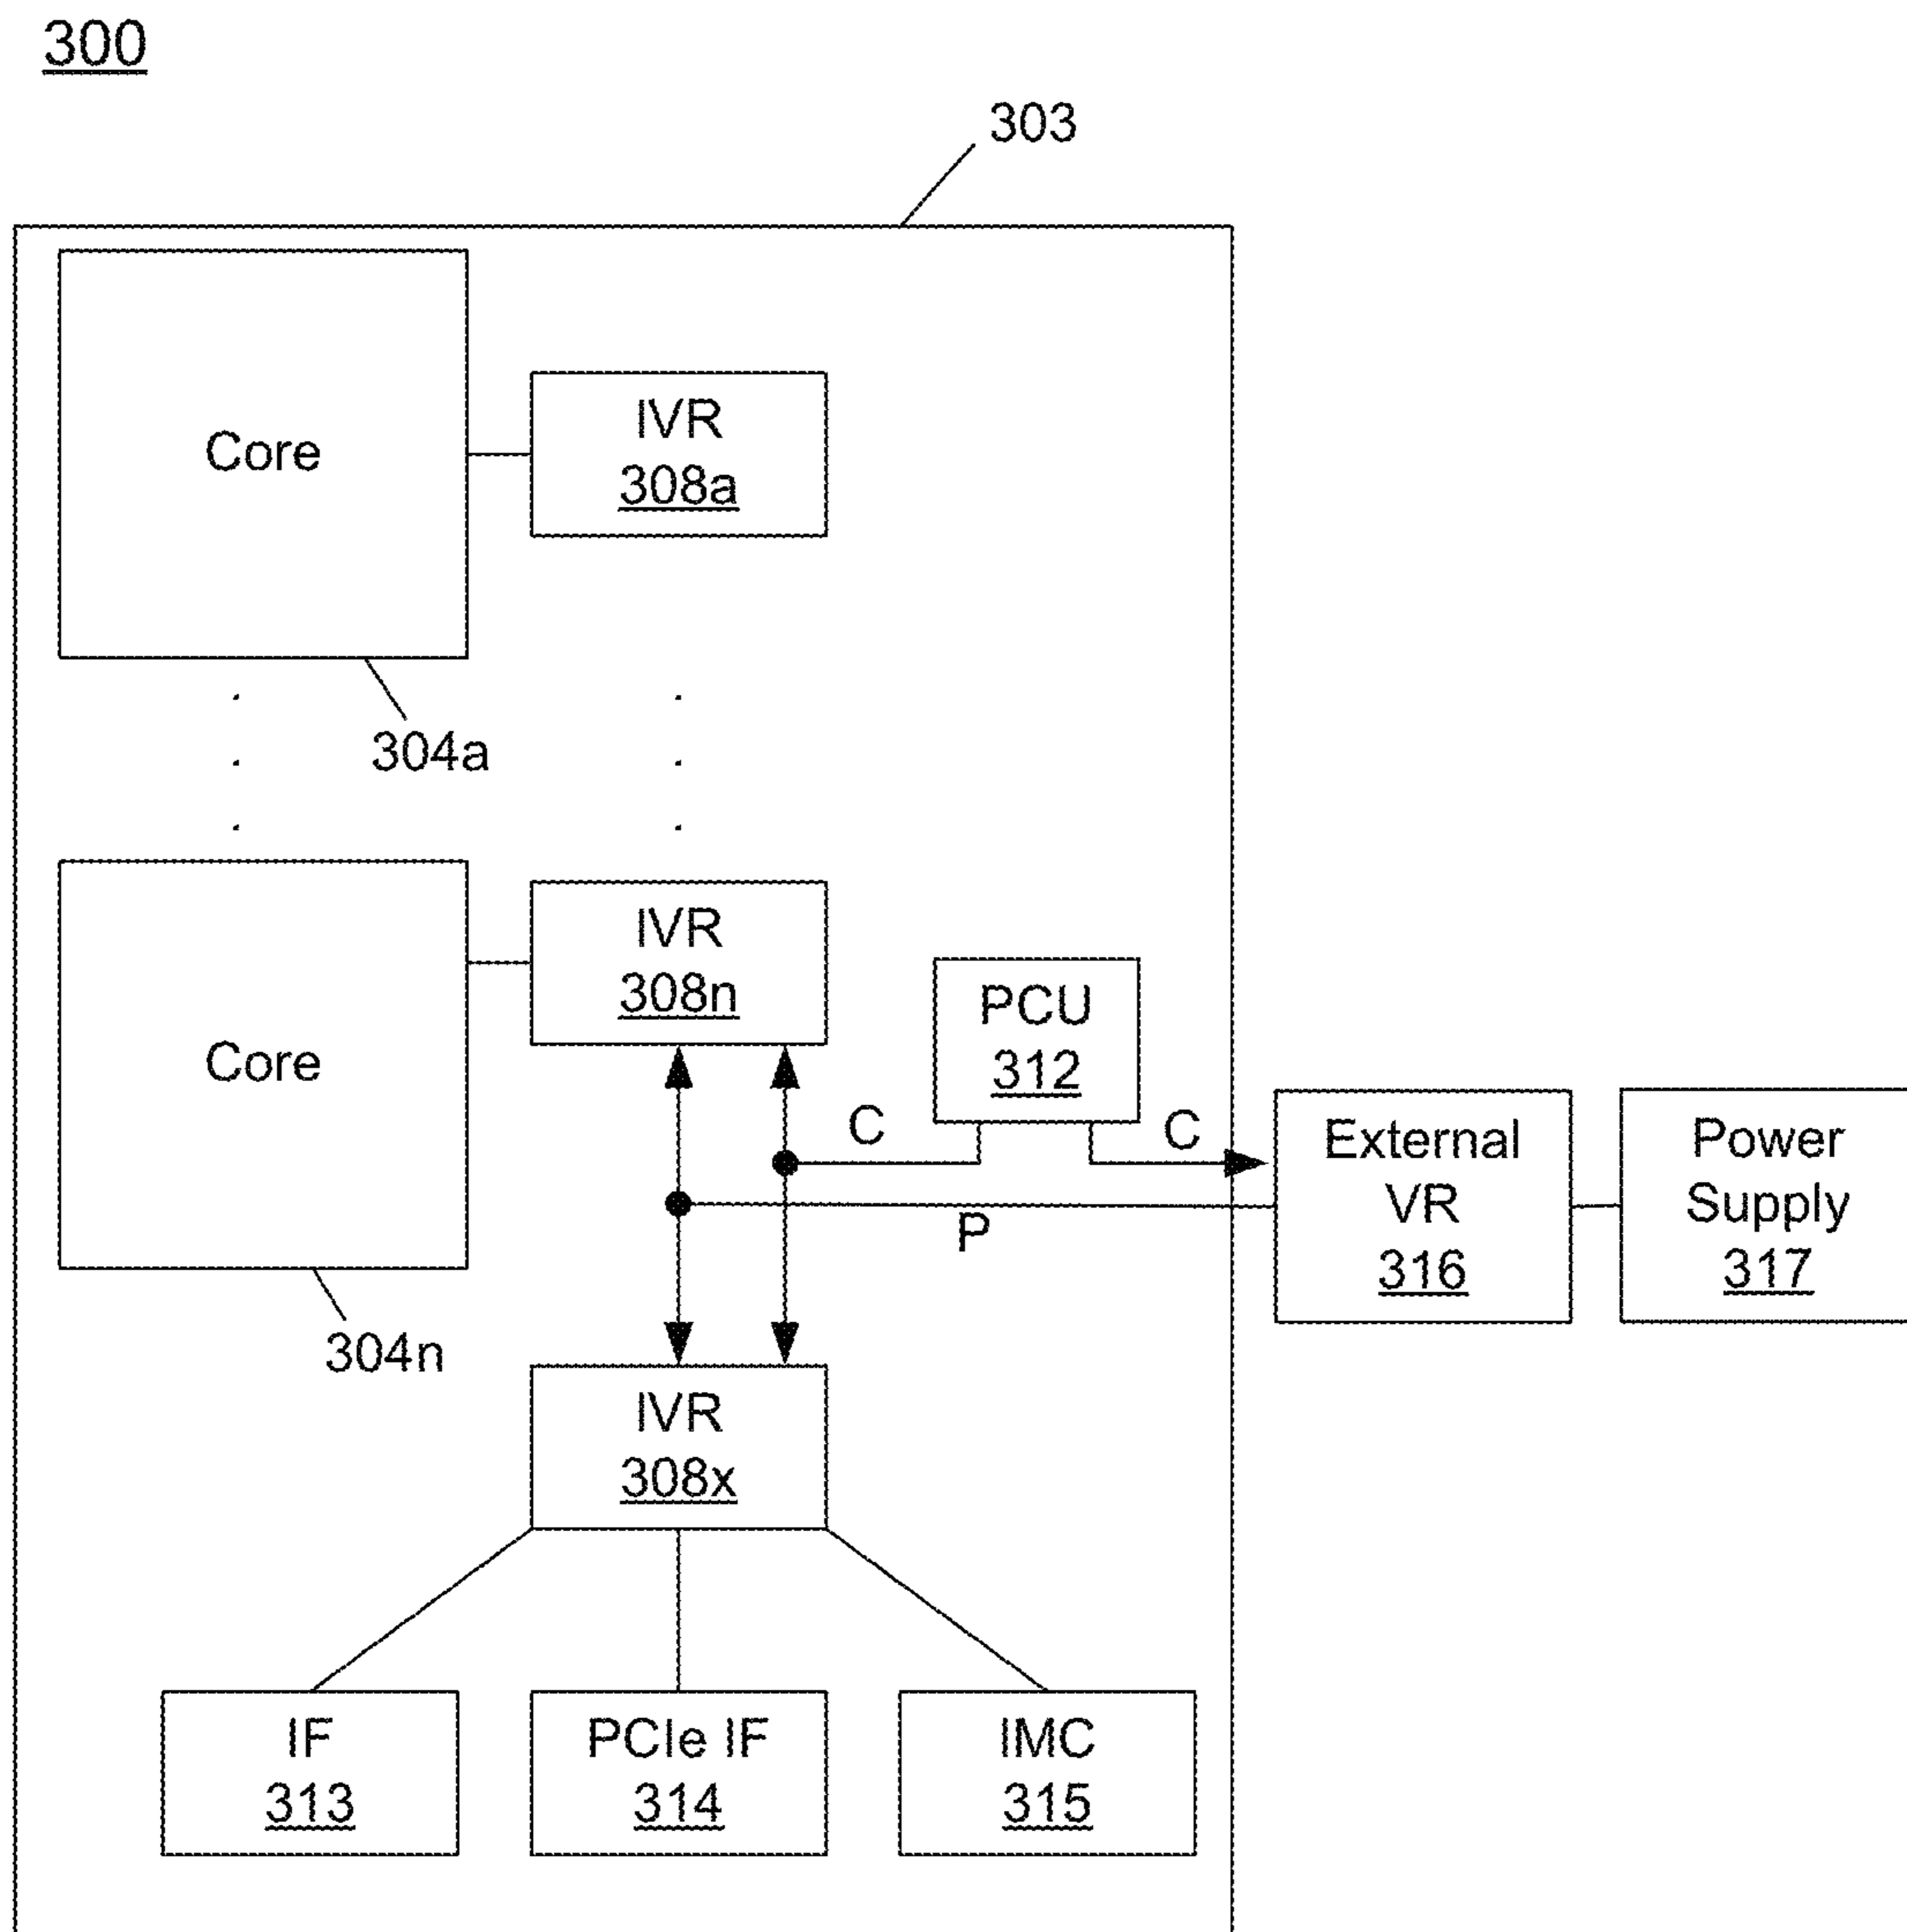 300
303
Core
IVR
308a
304a
Core
IVR
308n
PCU
312
C
C
External
VR
316
Power
Supply
317
P
304n
IVR
308x
IF
313
PCIe IF
314
IMC
315